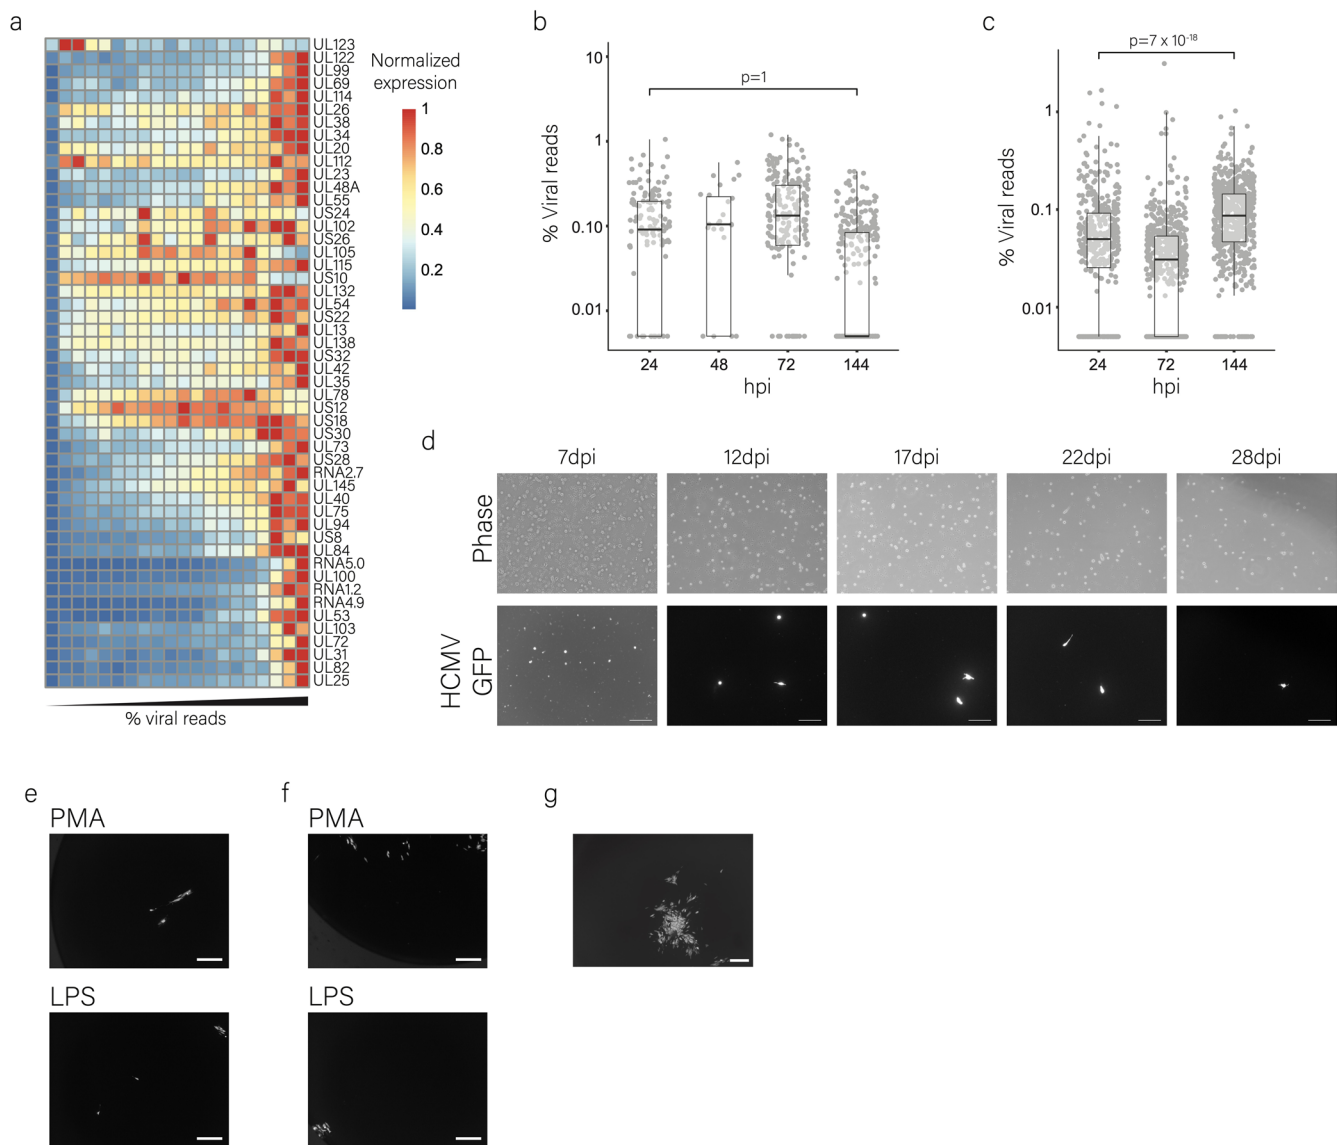 a
UL123
UL122
UL99
UL69
UL114
UL26
UL38
UL34
UL20
UL112
UL23
UL48A
UL55
US24
UL102
US26
UL105
UL115
US10
UL132
UL54
US22
UL13
UL138
US32
UL42
UL35
UL78
US12
US18
US30
UL73
US28
RNA2.7
UL145
UL40
UL75
UL94
US8
UL84
RNA5.0
UL100
RNA1.2
RNA4.9
UL53
UL103
UL72
UL31
UL82
UL25
% viral reads
Normalized
expression
1
0.8
0.6
0.4
0.2
b
% Viral reads
10
1
0.10
0.01
p=1
24 48 72 144
hpi
c
% Viral reads
1
0.1
0.01
p=7 x 10⁻¹⁸
24 72 144
hpi
d
7dpi 12dpi 17dpi 22dpi 28dpi
Phase
HCMV
GFP
e
PMA
LPS
f
PMA
LPS
g